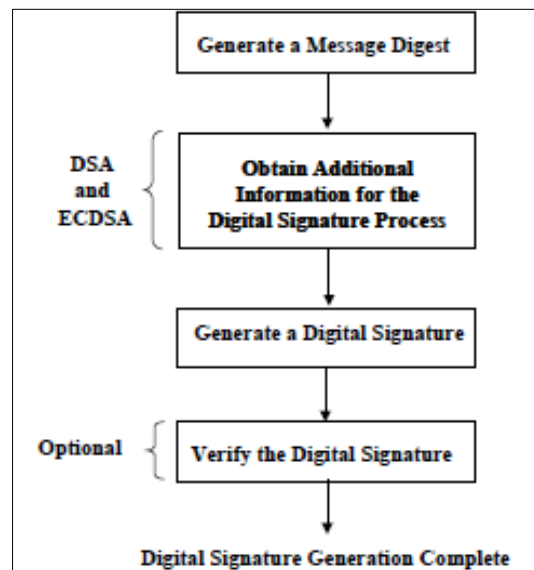 Generate a Message Digest
DSA
and
ECDSA
Obtain Additional
Information for the
Digital Signature Process
Generate a Digital Signature
Optional
Verify the Digital Signature
Digital Signature Generation Complete